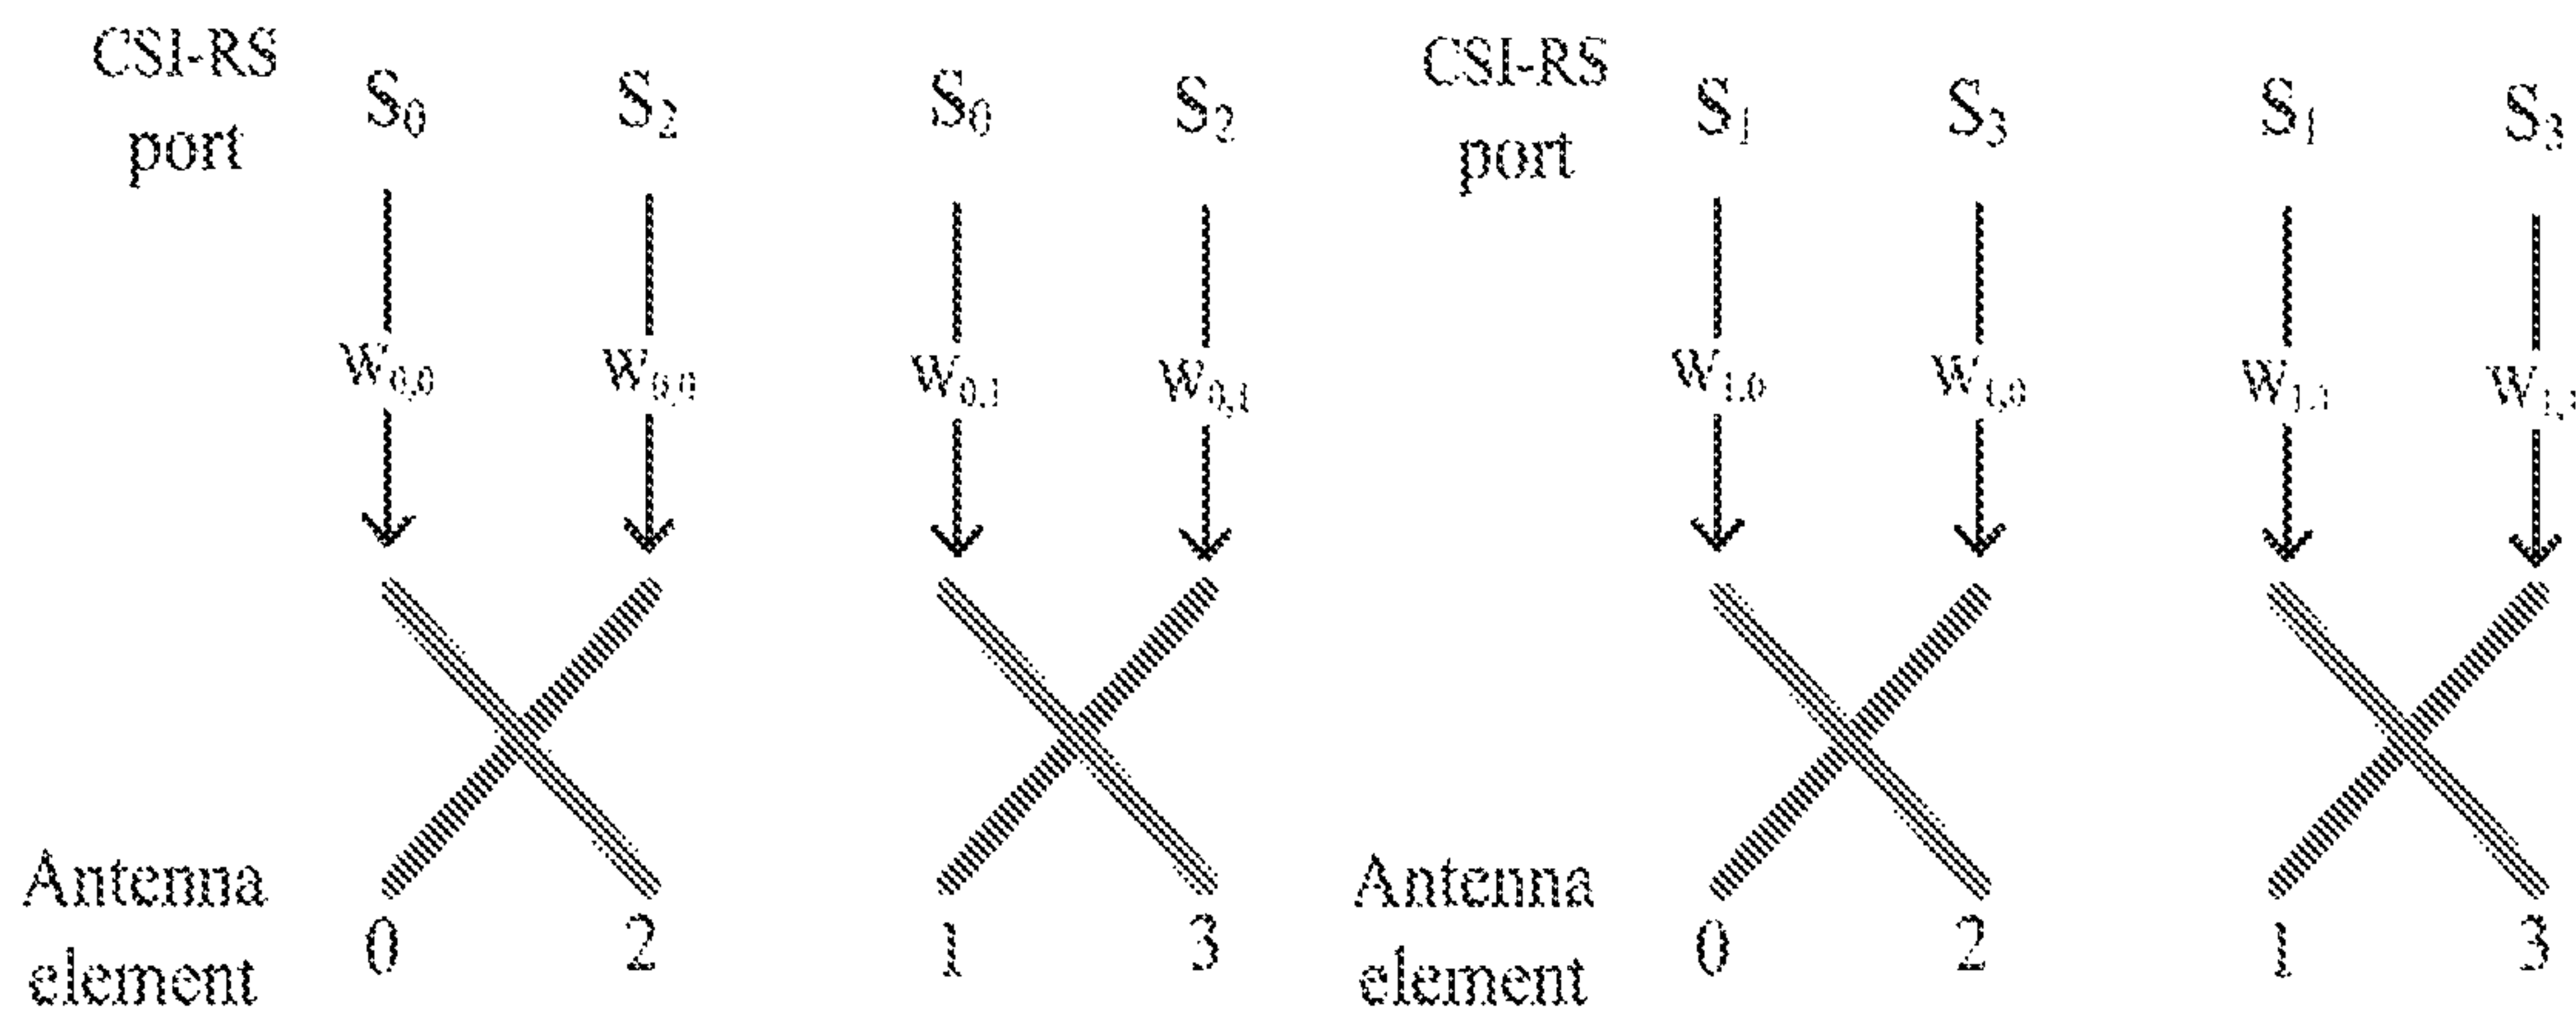 CSI-RS
port
S₀ S₂ S₀ S₂
CSI-RS
port
S₁ S₃ S₁ S₃
W₀,₀ W₀,₀ W₀,₁ W₀,₁ W₁,₀ W₁,₀ W₁,₁ W₁,₁
Antenna
element
0 2 1 3
Antenna
element
0 2 1 3